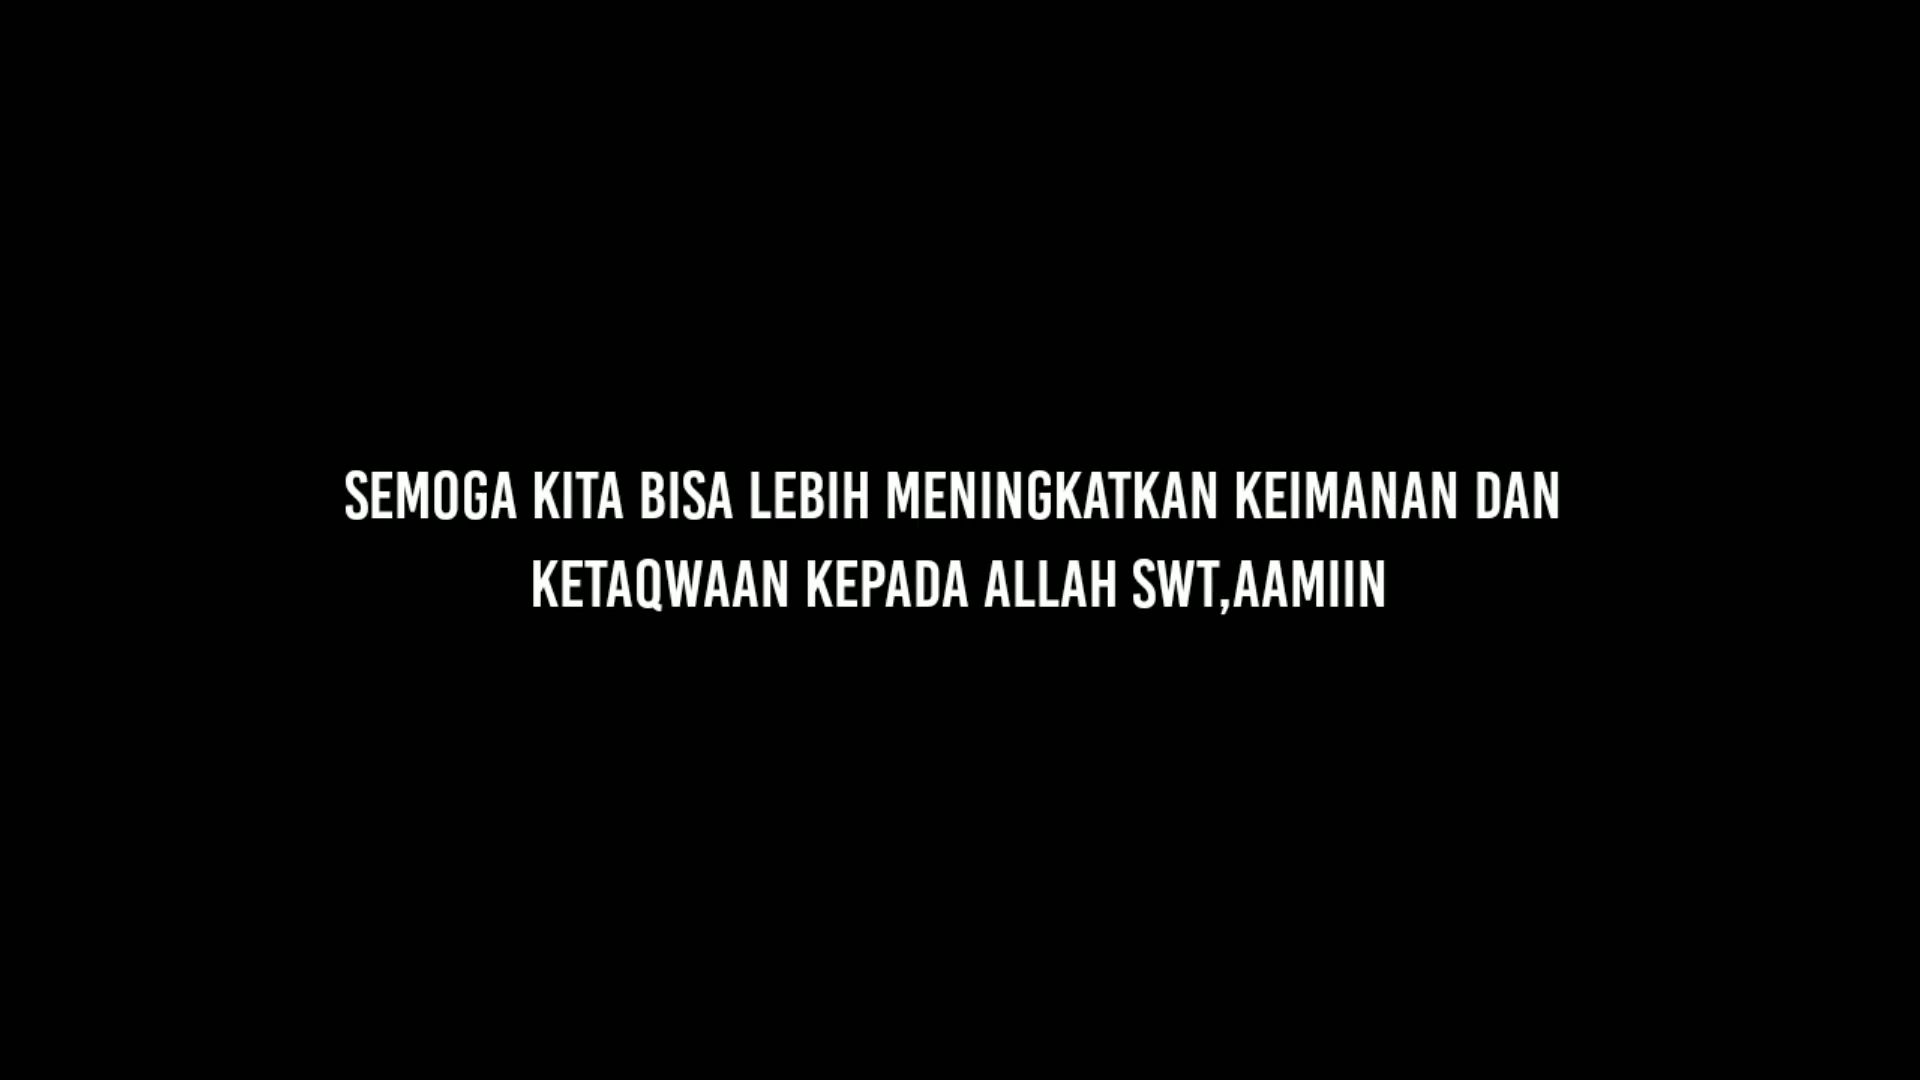 SEMOGA KITA BISA LEBIH MENINGKATKAN KEIMANAN DAN
KETAQWAAN KEPADA ALLAH SWT,AAMIIN